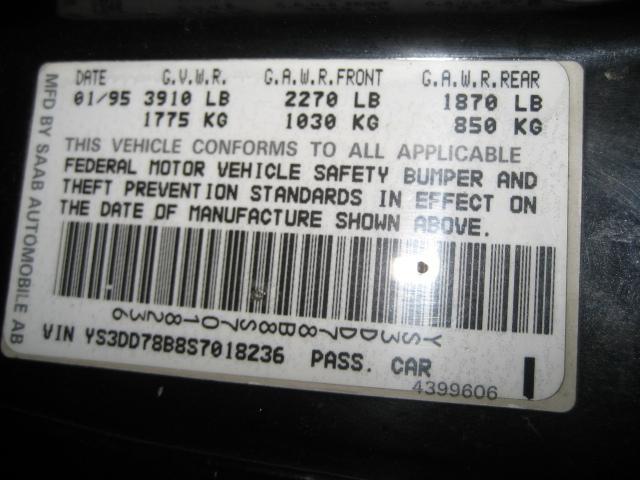 MFD BY SAAB AUTOMOBILE AB
DATE G.V.W.R. G.A.W.R.FRONT G.A.W.R.REAR
01/95 3910 LB 2270 LB 1870 LB
1775 KG 1030 KG 850 KG
THIS VEHICLE CONFORMS TO ALL APPLICABLE
FEDERAL MOTOR VEHICLE SAFETY BUMPER AND
THEFT PREVENTION STANDARDS IN EFFECT ON
THE DATE OF MANUFACTURE SHOWN ABOVE.
YS3DD78B8S7018236
VIN YS3DD78B8S7018236 PASS. CAR
4399606